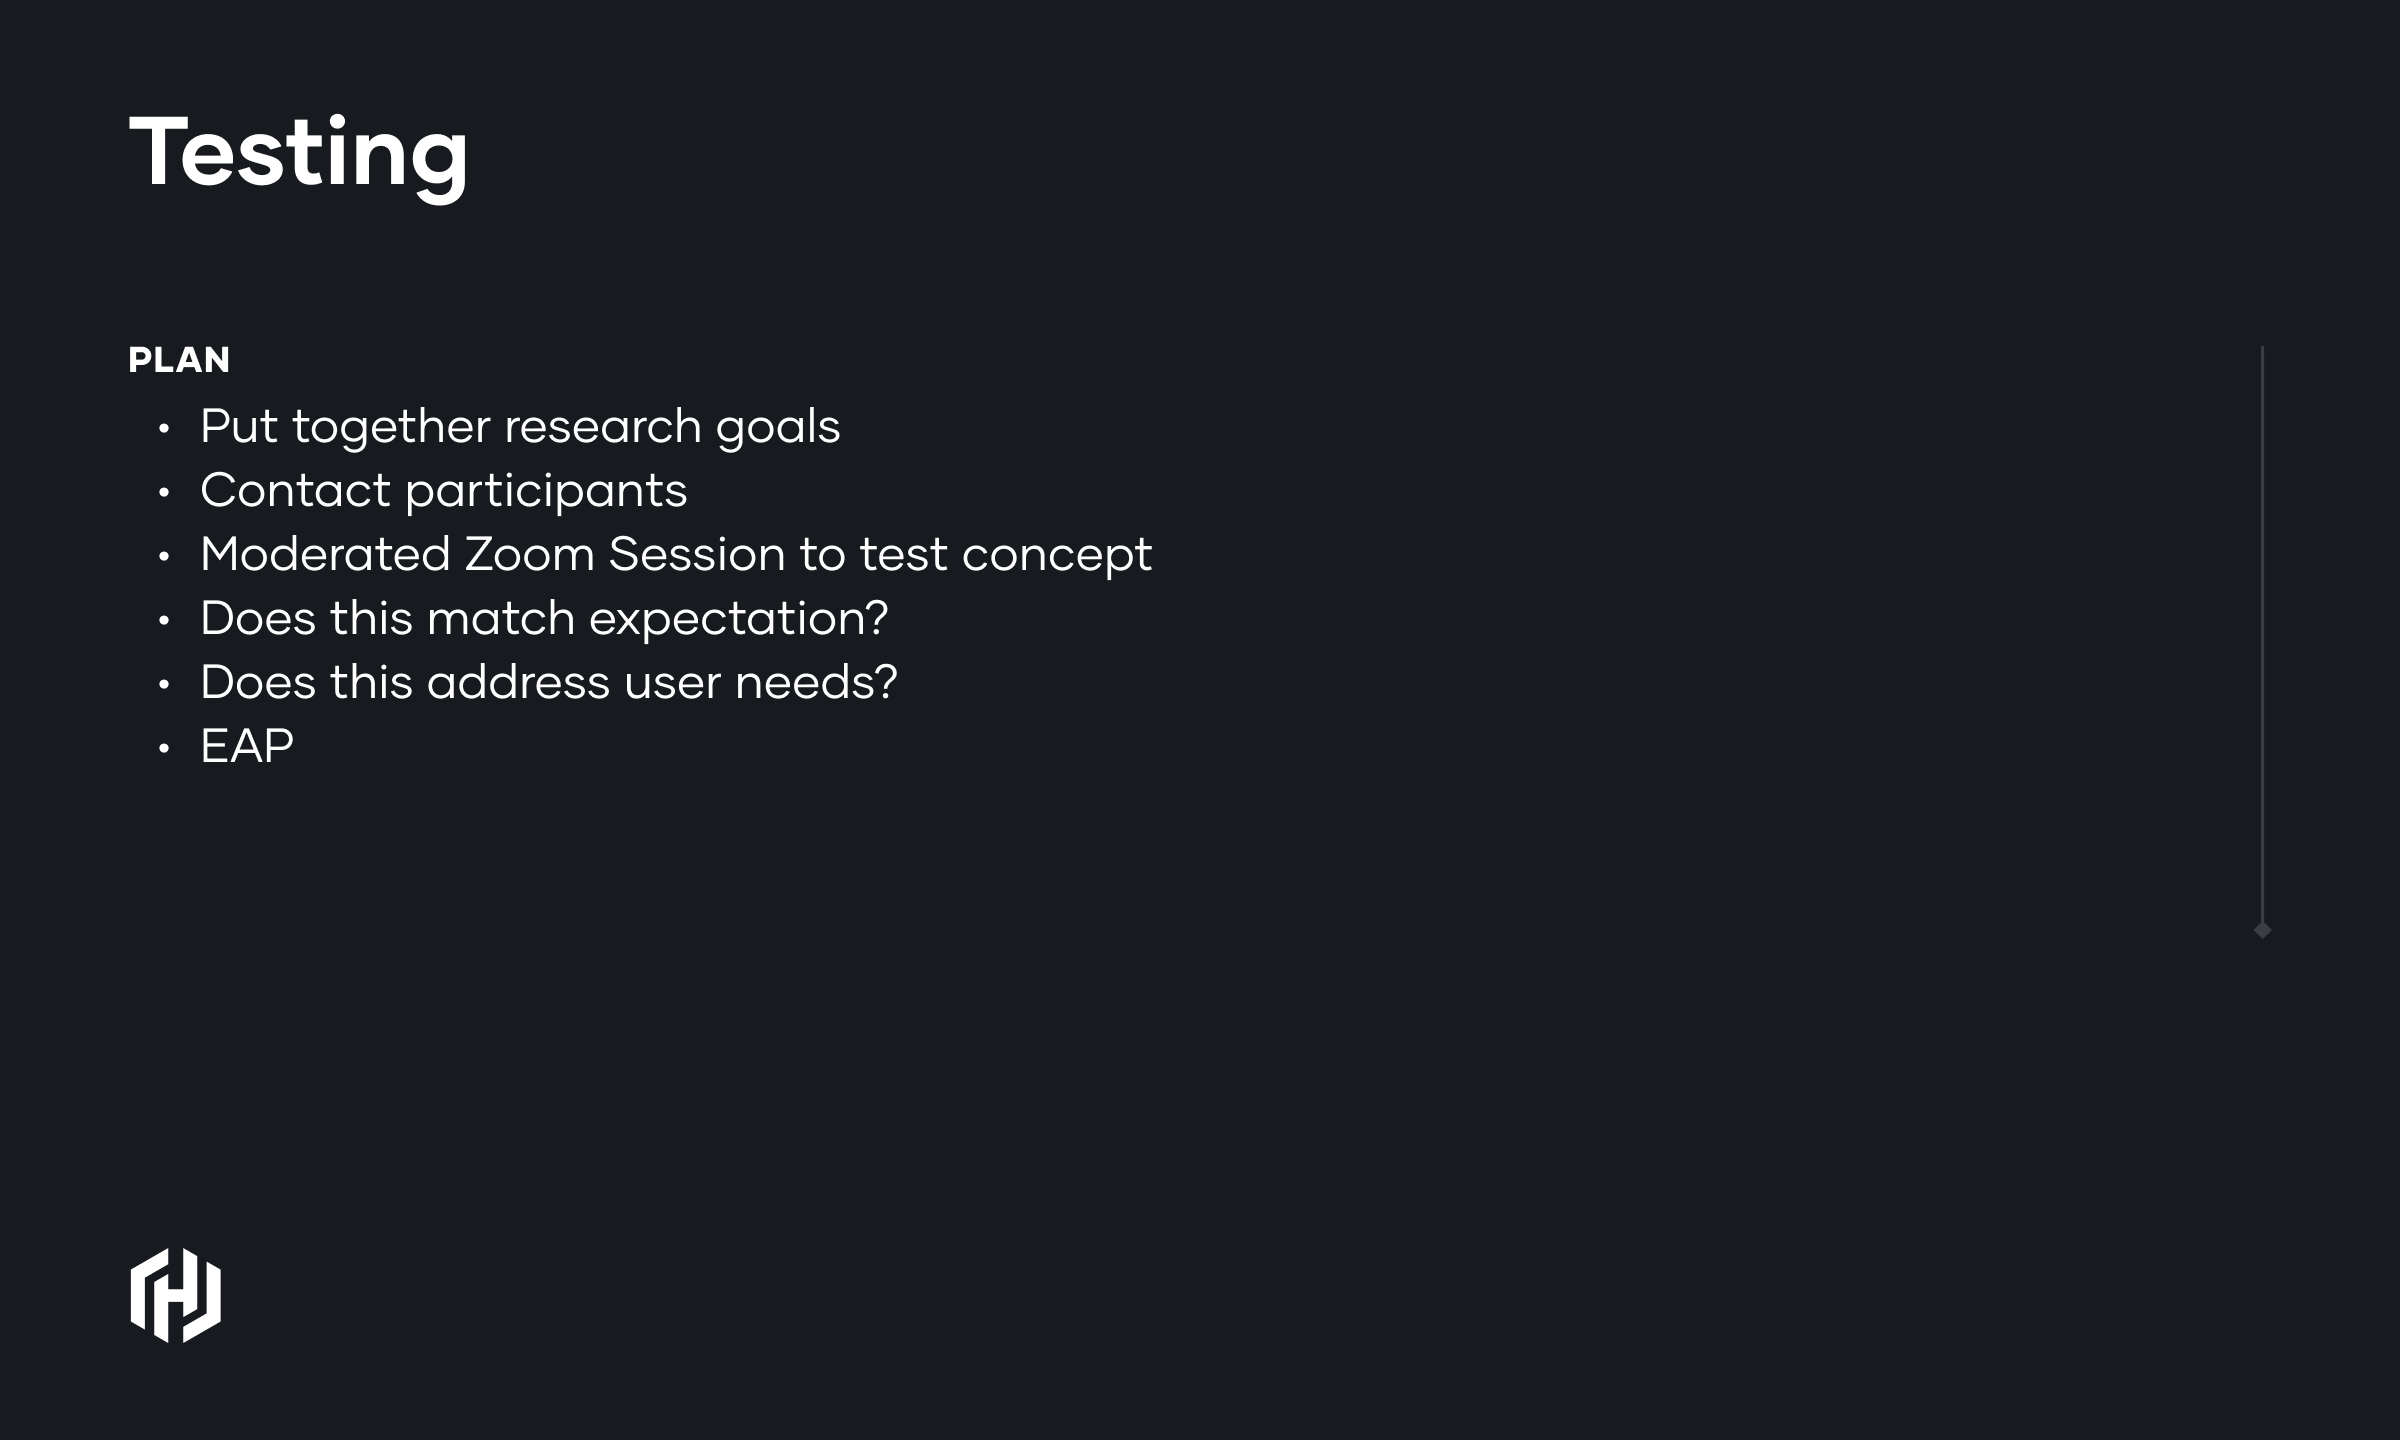 Testing
PLAN
• Put together research goals
• Contact participants
• Moderated Zoom Session to test concept
• Does this match expectation?
• Does this address user needs?
• EAP